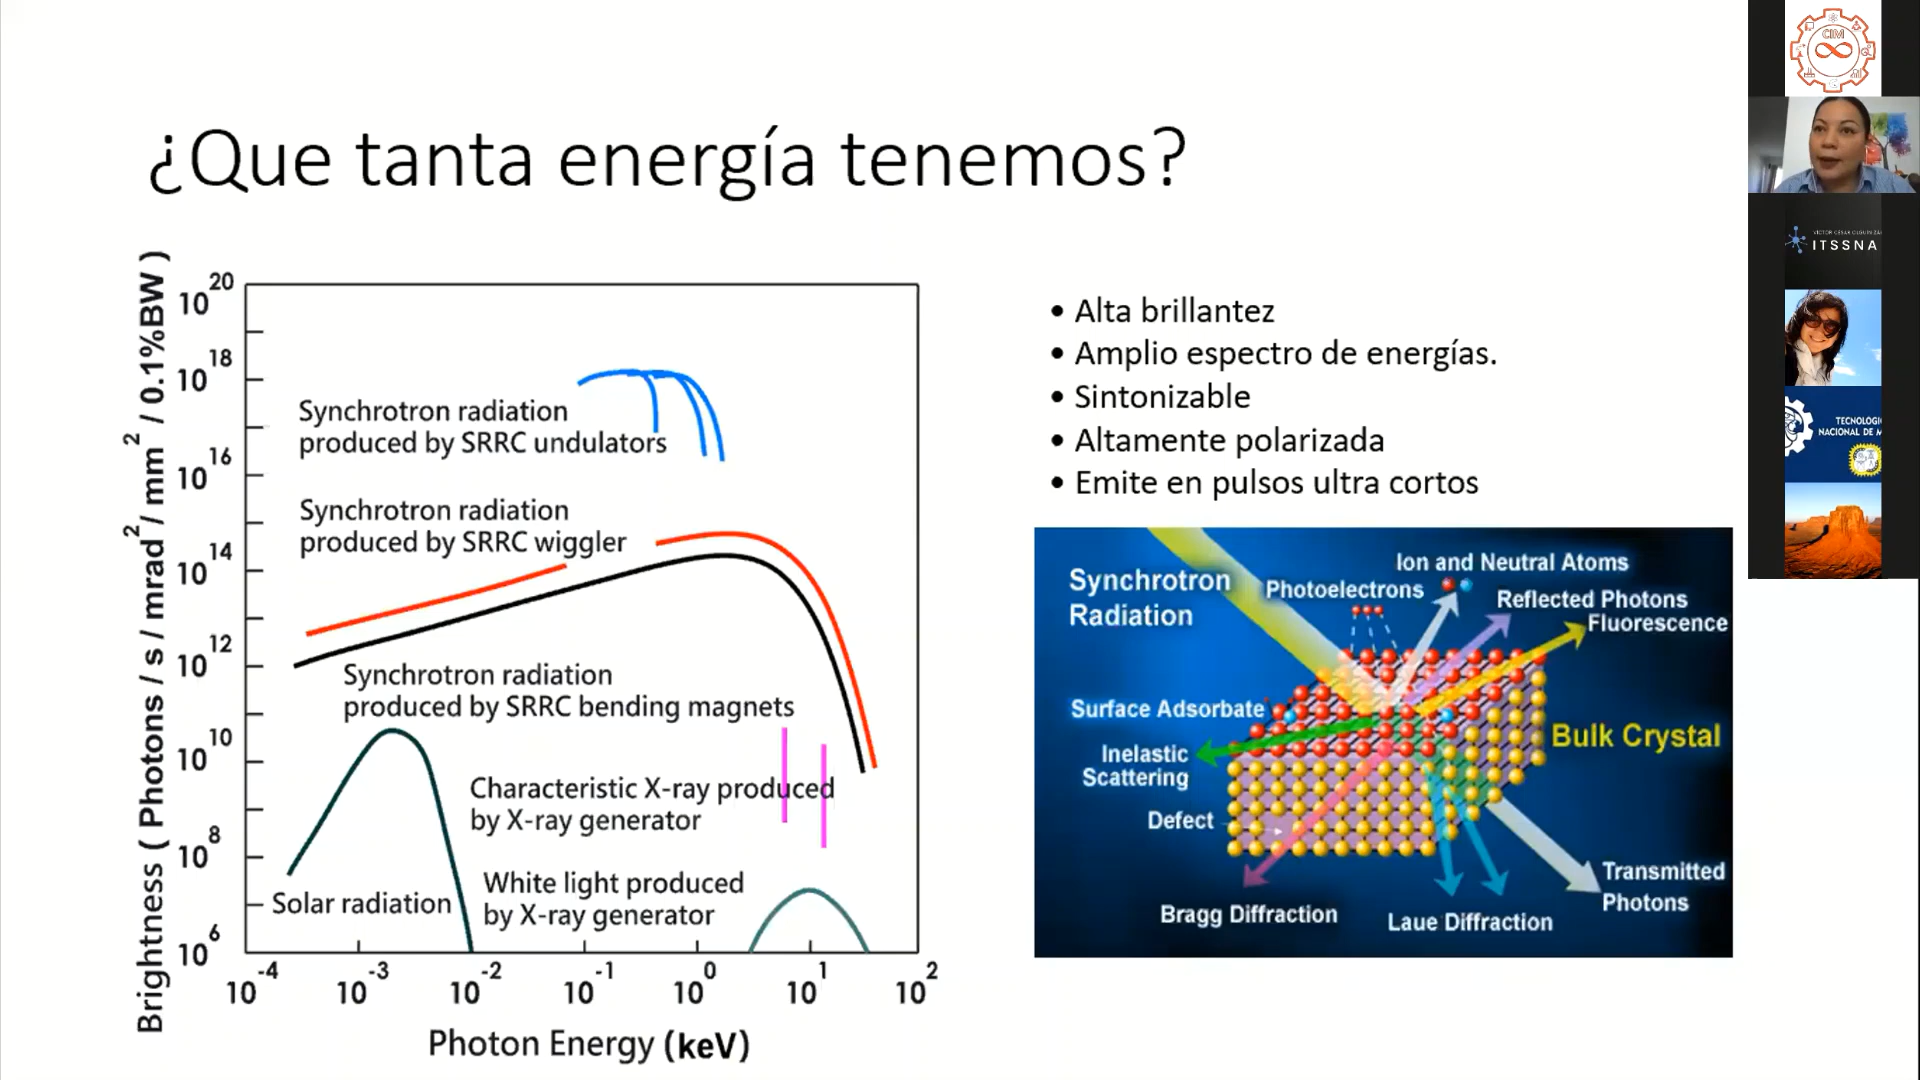 ¿Que tanta energía tenemos?
Brightness ( Photons / s / mrad² / mm² / 0.1%BW )
10²⁰
10¹⁸
10¹⁶
10¹⁴
10¹²
10¹⁰
10⁸
10⁶
Synchrotron radiation
produced by SRRC undulators
Synchrotron radiation
produced by SRRC wiggler
Synchrotron radiation
produced by SRRC bending magnets
Characteristic X-ray produced
by X-ray generator
Solar radiation
White light produced
by X-ray generator
10⁻⁴ 10⁻³ 10⁻² 10⁻¹ 10⁰ 10¹ 10²
Photon Energy (keV)
• Alta brillantez
• Amplio espectro de energías.
• Sintonizable
• Altamente polarizada
• Emite en pulsos ultra cortos
Synchrotron
Radiation
Photoelectrons
Ion and Neutral Atoms
Reflected Photons
Fluorescence
Surface Adsorbate
Inelastic
Scattering
Defect
Bulk Crystal
Bragg Diffraction
Laue Diffraction
Transmitted
Photons
CIM
ITSSNA
TECNOLÓGI
NACIONAL DE M